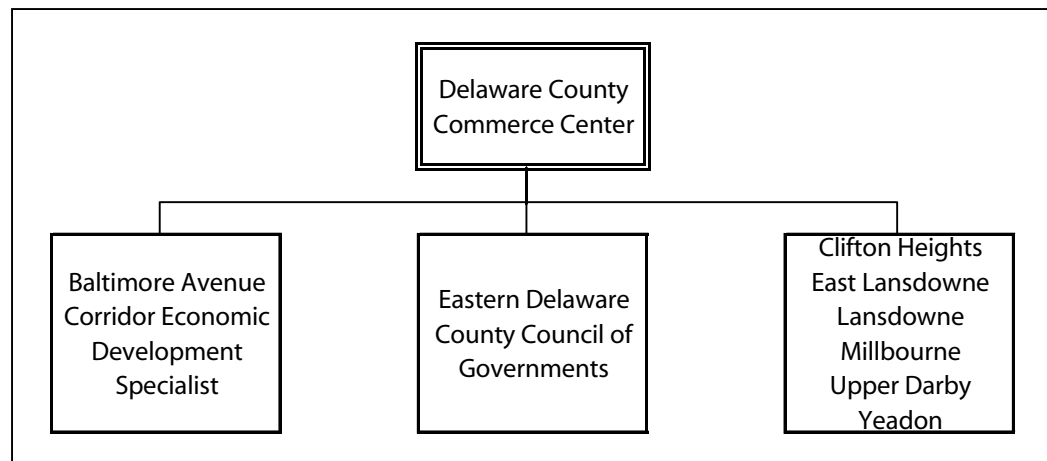 Delaware County
Commerce Center
Baltimore Avenue
Corridor Economic
Development
Specialist
Eastern Delaware
County Council of
Governments
Clifton Heights
East Lansdowne
Lansdowne
Millbourne
Upper Darby
Yeadon